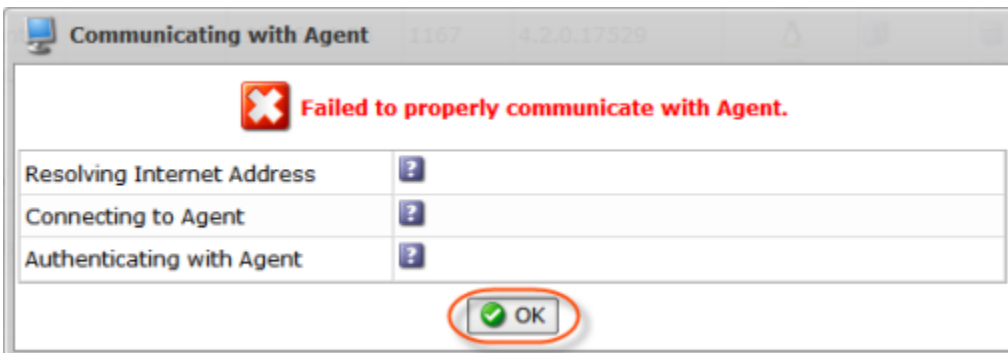 Communicating with Agent 1167 4.2.0.17529
Failed to properly communicate with Agent.
Resolving Internet Address ?
Connecting to Agent ?
Authenticating with Agent ?
OK